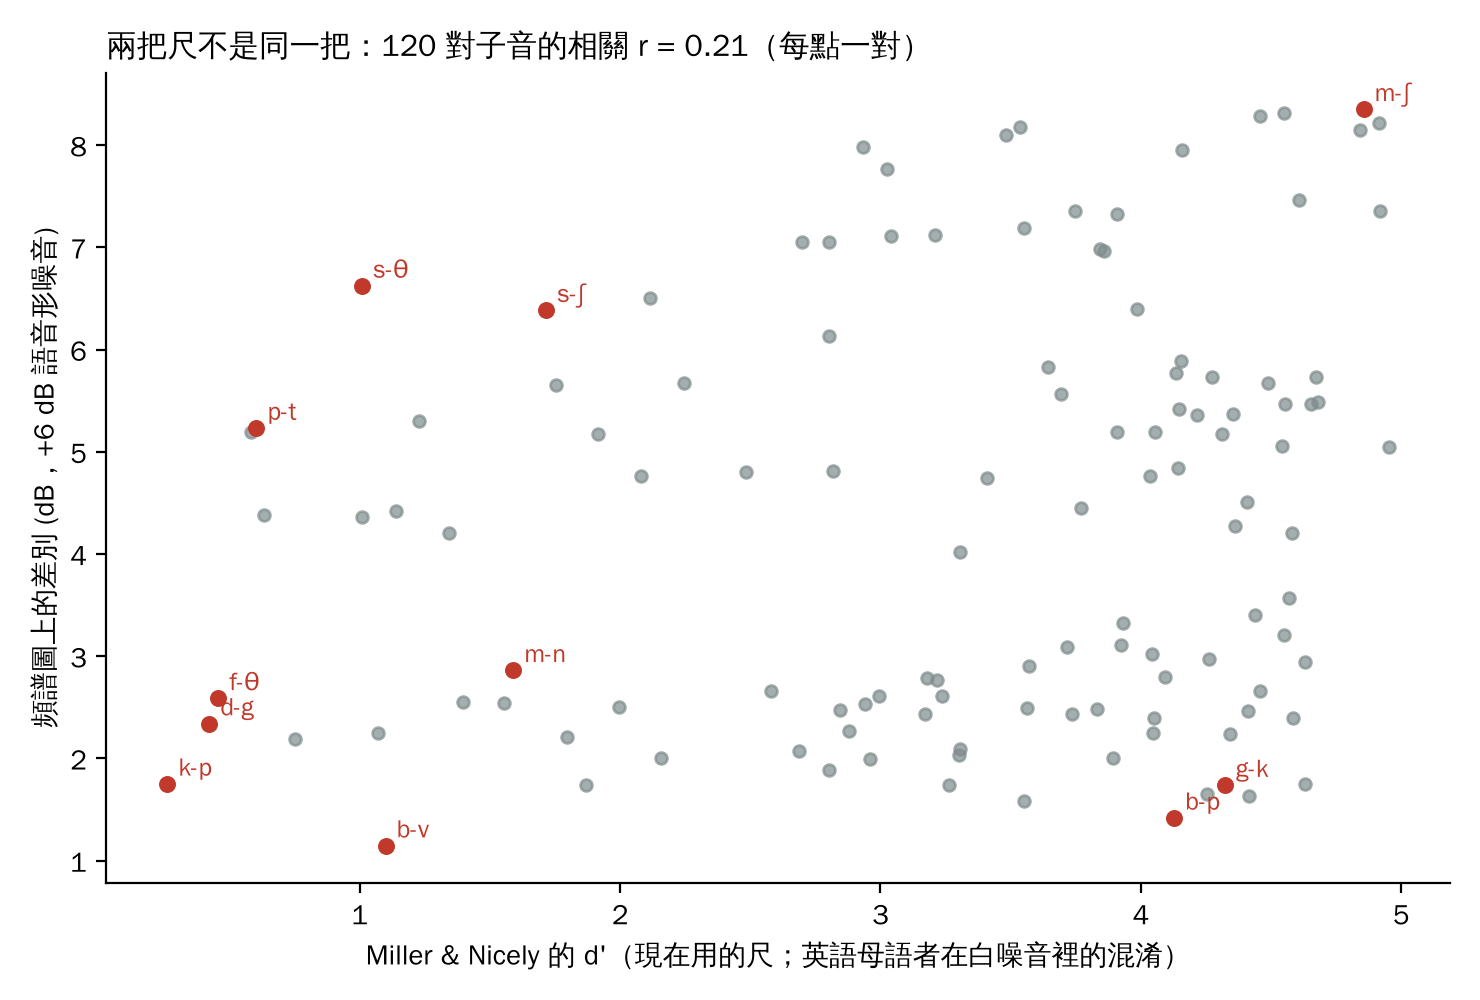 兩把尺不是同一把：120 對子音的相關 r = 0.21（每點一對）
頻譜圖上的差別 (dB，+6 dB 語音形噪音)
8
7
6
5
4
3
2
1
m-ʃ
s-θ
s-ʃ
p-t
m-n
f-θ
d-g
k-p
g-k
b-p
b-v
1 2 3 4 5
Miller & Nicely 的 d'（現在用的尺；英語母語者在白噪音裡的混淆）